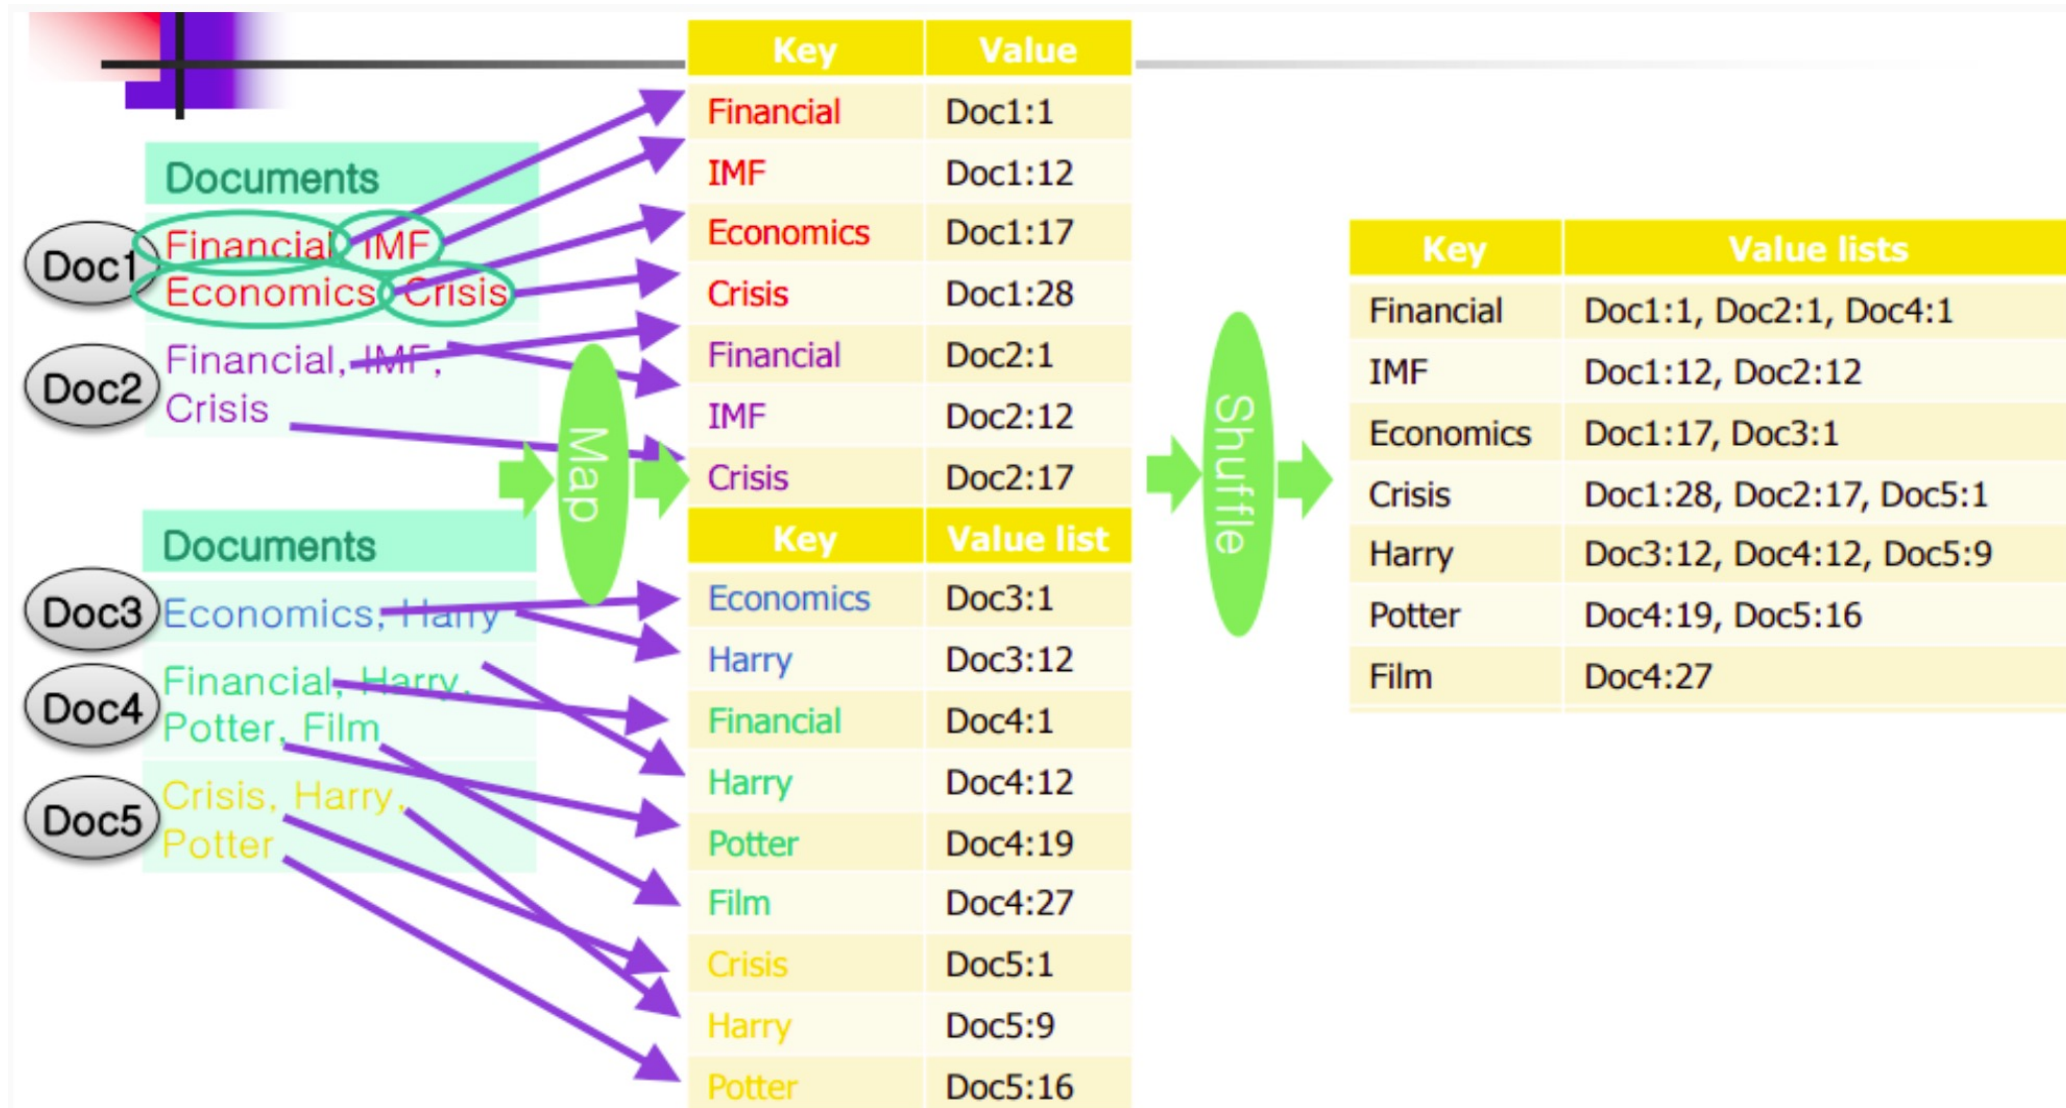 Documents
Doc1
Financial IMF
Economics Crisis
Doc2
Financial, IMF,
Crisis
Documents
Doc3
Economics, Harry
Doc4
Financial, Harry,
Potter, Film
Doc5
Crisis, Harry,
Potter
Map
Key Value
Financial Doc1:1
IMF Doc1:12
Economics Doc1:17
Crisis Doc1:28
Financial Doc2:1
IMF Doc2:12
Crisis Doc2:17
Key Value list
Economics Doc3:1
Harry Doc3:12
Financial Doc4:1
Harry Doc4:12
Potter Doc4:19
Film Doc4:27
Crisis Doc5:1
Harry Doc5:9
Potter Doc5:16
Shuffle
Key Value lists
Financial Doc1:1, Doc2:1, Doc4:1
IMF Doc1:12, Doc2:12
Economics Doc1:17, Doc3:1
Crisis Doc1:28, Doc2:17, Doc5:1
Harry Doc3:12, Doc4:12, Doc5:9
Potter Doc4:19, Doc5:16
Film Doc4:27